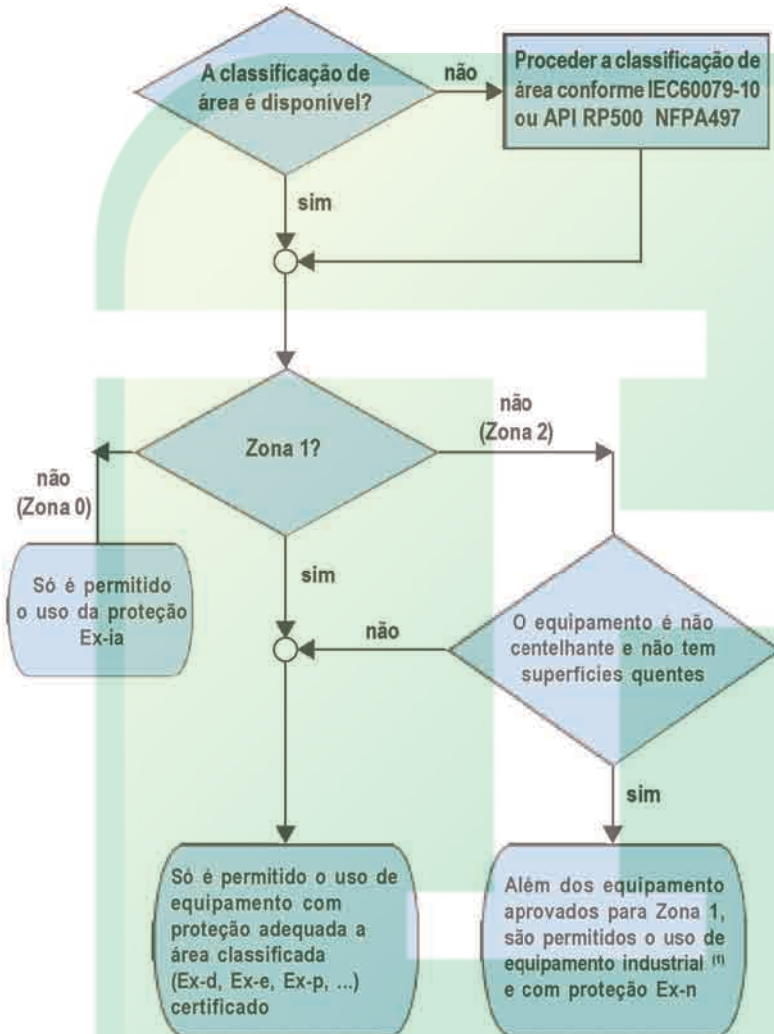 A classificação de
área é disponível?
não
Proceder a classificação de
área conforme IEC60079-10
ou API RP500 NFPA497
sim
Zona 1?
não
(Zona 2)
não
(Zona 0)
Só é permitido
o uso da proteção
Ex-ia
sim
não
O equipamento é não
centelhante e não tem
superfícies quentes
sim
Só é permitido o uso de
equipamento com
proteção adequada a
área classificada
(Ex-d, Ex-e, Ex-p, ...)
certificado
Além dos equipamento
aprovados para Zona 1,
são permitidos o uso de
equipamento industrial (1)
e com proteção Ex-n